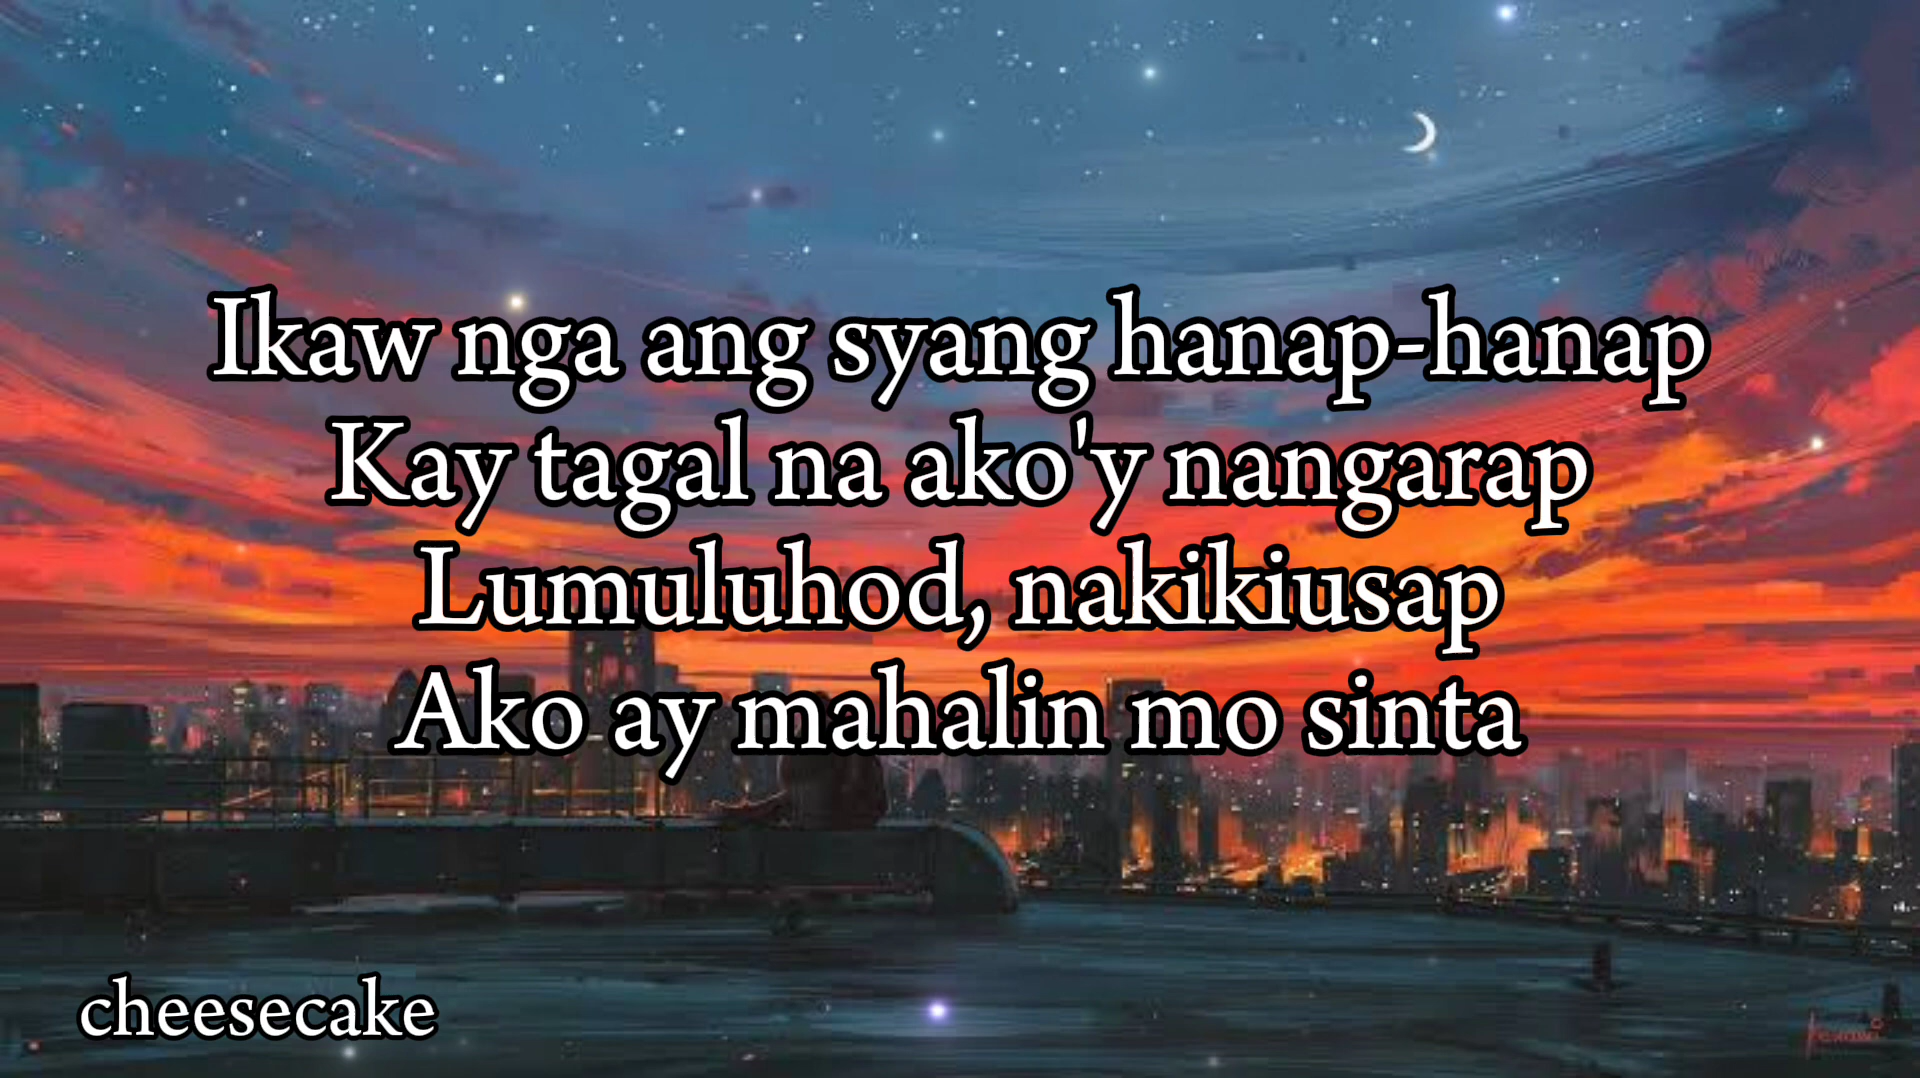 Ikaw nga ang syang hanap-hanap
Kay tagal na ako'y nangarap
Lumuluhod, nakikiusap
Ako ay mahalin mo sinta
cheesecake